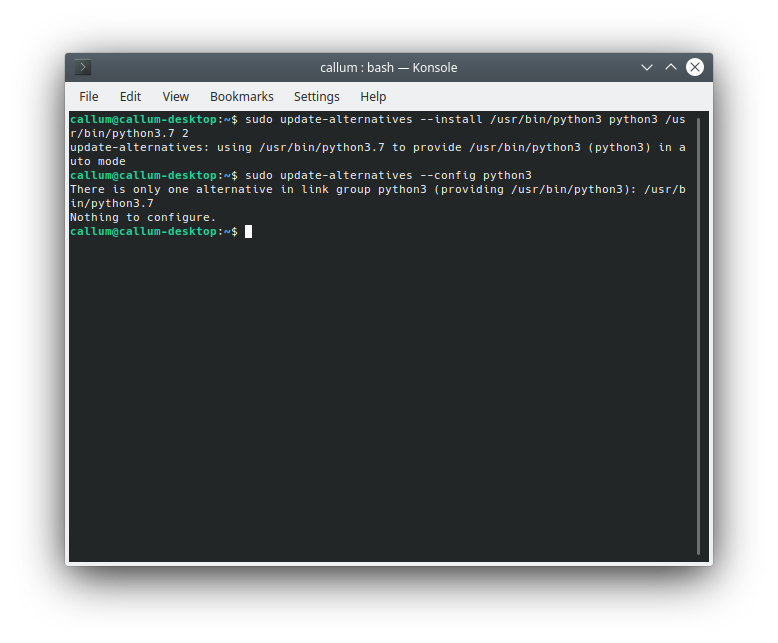 callum : bash — Konsole
File Edit View Bookmarks Settings Help
callum@callum-desktop:~$ sudo update-alternatives --install /usr/bin/python3 python3 /us
r/bin/python3.7 2
update-alternatives: using /usr/bin/python3.7 to provide /usr/bin/python3 (python3) in a
uto mode
callum@callum-desktop:~$ sudo update-alternatives --config python3
There is only one alternative in link group python3 (providing /usr/bin/python3): /usr/b
in/python3.7
Nothing to configure.
callum@callum-desktop:~$